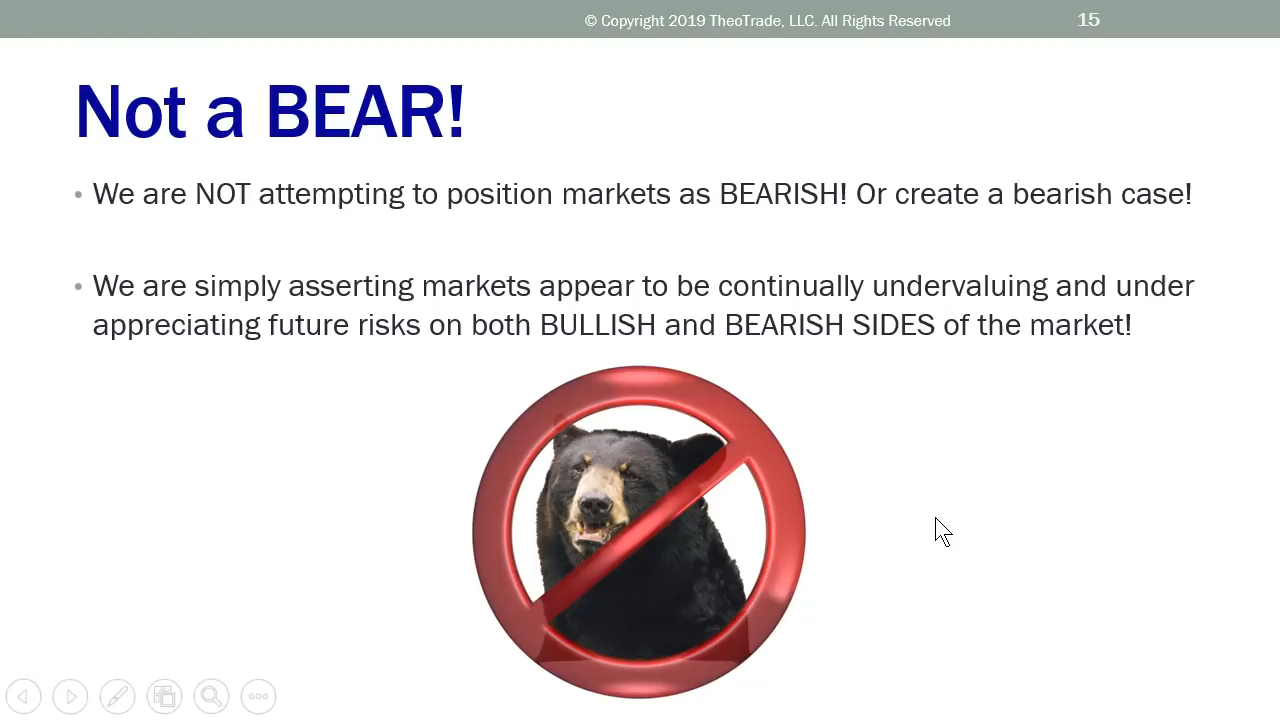 © Copyright 2019 TheoTrade, LLC. All Rights Reserved 15
Not a BEAR!
• We are NOT attempting to position markets as BEARISH! Or create a bearish case!
• We are simply asserting markets appear to be continually undervaluing and under
appreciating future risks on both BULLISH and BEARISH SIDES of the market!